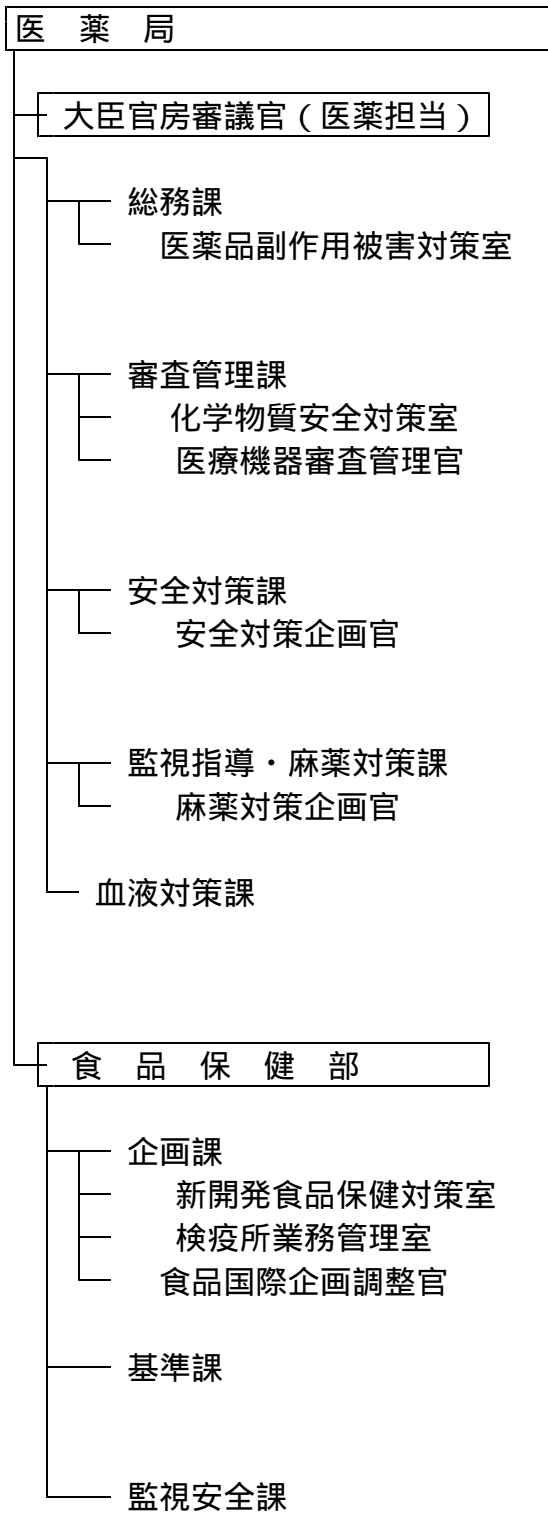 医　薬　局
大臣官房審議官（医薬担当）
総務課
医薬品副作用被害対策室
審査管理課
化学物質安全対策室
医療機器審査管理官
安全対策課
安全対策企画官
監視指導・麻薬対策課
麻薬対策企画官
血液対策課
食　品　保　健　部
企画課
新開発食品保健対策室
検疫所業務管理室
食品国際企画調整官
基準課
監視安全課